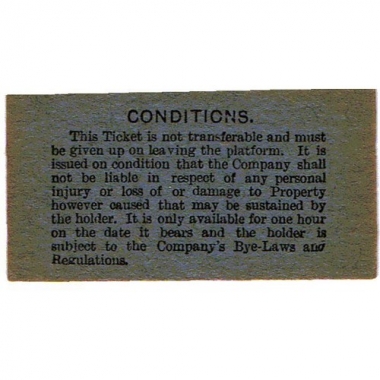 CONDITIONS.
This Ticket is not transferable and must
be given up on leaving the platform. It is
issued on condition that the Company shall
not be liable in respect of any personal
injury or loss of or damage to Property
however caused that may be sustained by
the holder. It is only available for one hour
on the date it bears and the holder is
subject to the Company's Bye-Laws and
Regulations.